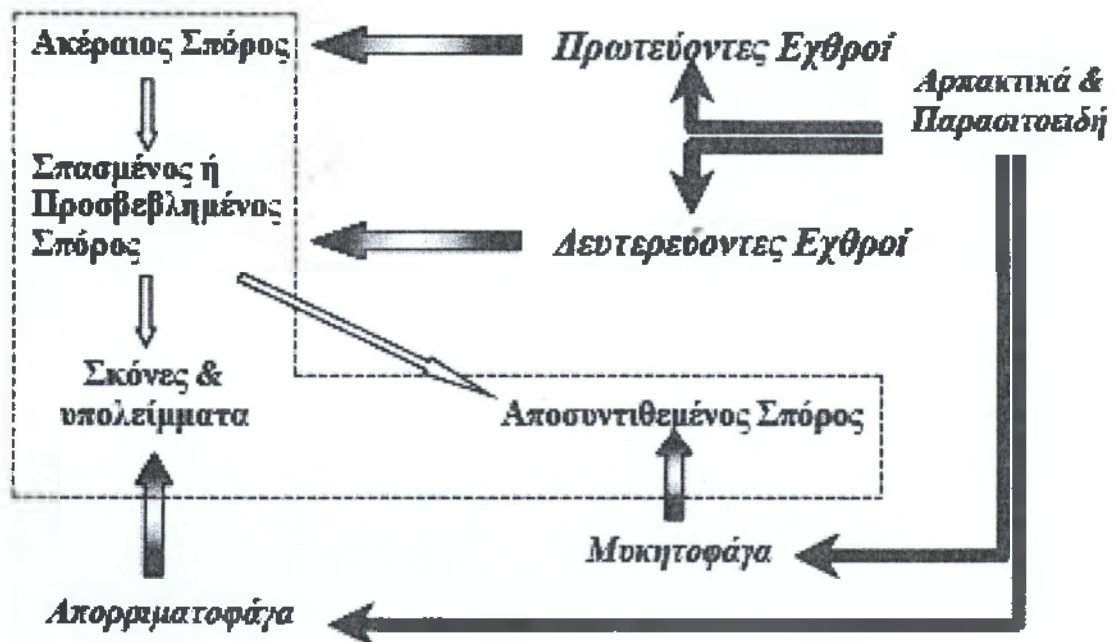 Ακέραιος Σπόρος
Πρωτεύοντες Εχθροί
Αρπακτικά &
Παρασιτοειδή
Σπασμένος ή
Προσβεβλημένος
Σπόρος
Δευτερεύοντες Εχθροί
Σκόνες &
υπολείμματα
Αποσυντιθεμένος Σπόρος
Μυκητοφάγα
Απορριματοφάγα